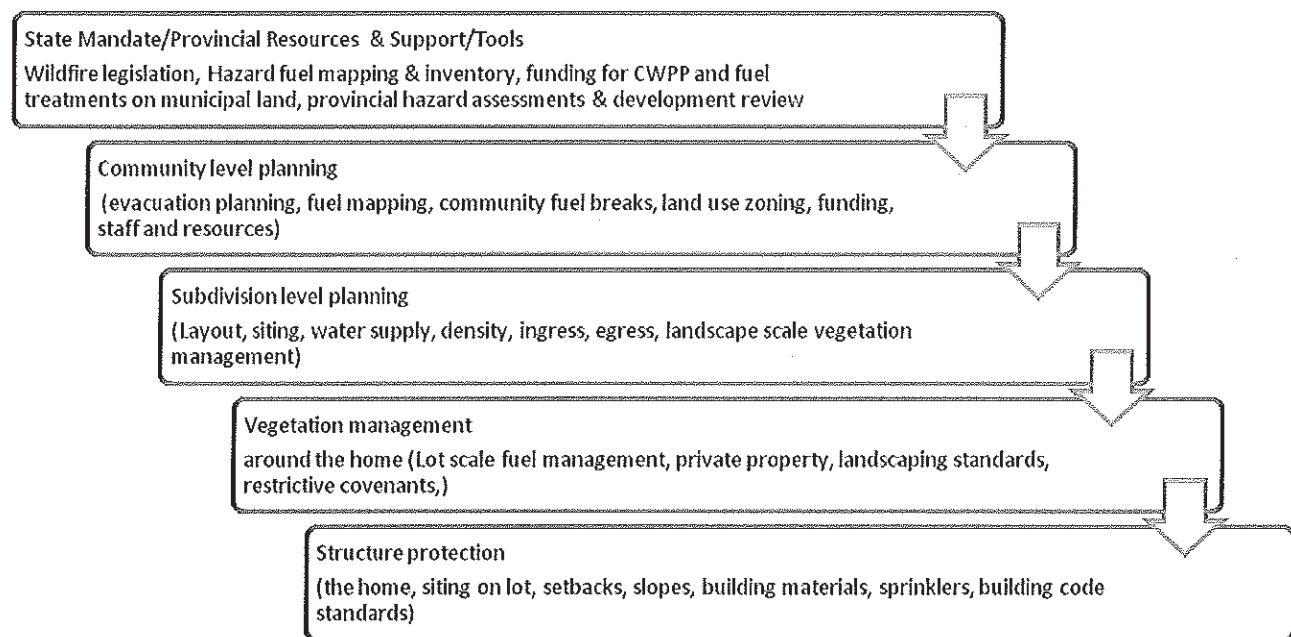 State Mandate/Provincial Resources & Support/Tools
Wildfire legislation, Hazard fuel mapping & inventory, funding for CWPP and fuel
treatments on municipal land, provincial hazard assessments & development review
Community level planning
(evacuation planning, fuel mapping, community fuel breaks, land use zoning, funding,
staff and resources)
Subdivision level planning
(Layout, siting, water supply, density, ingress, egress, landscape scale vegetation
management)
Vegetation management
around the home (Lot scale fuel management, private property, landscaping standards,
restrictive covenants,)
Structure protection
(the home, siting on lot, setbacks, slopes, building materials, sprinklers, building code
standards)